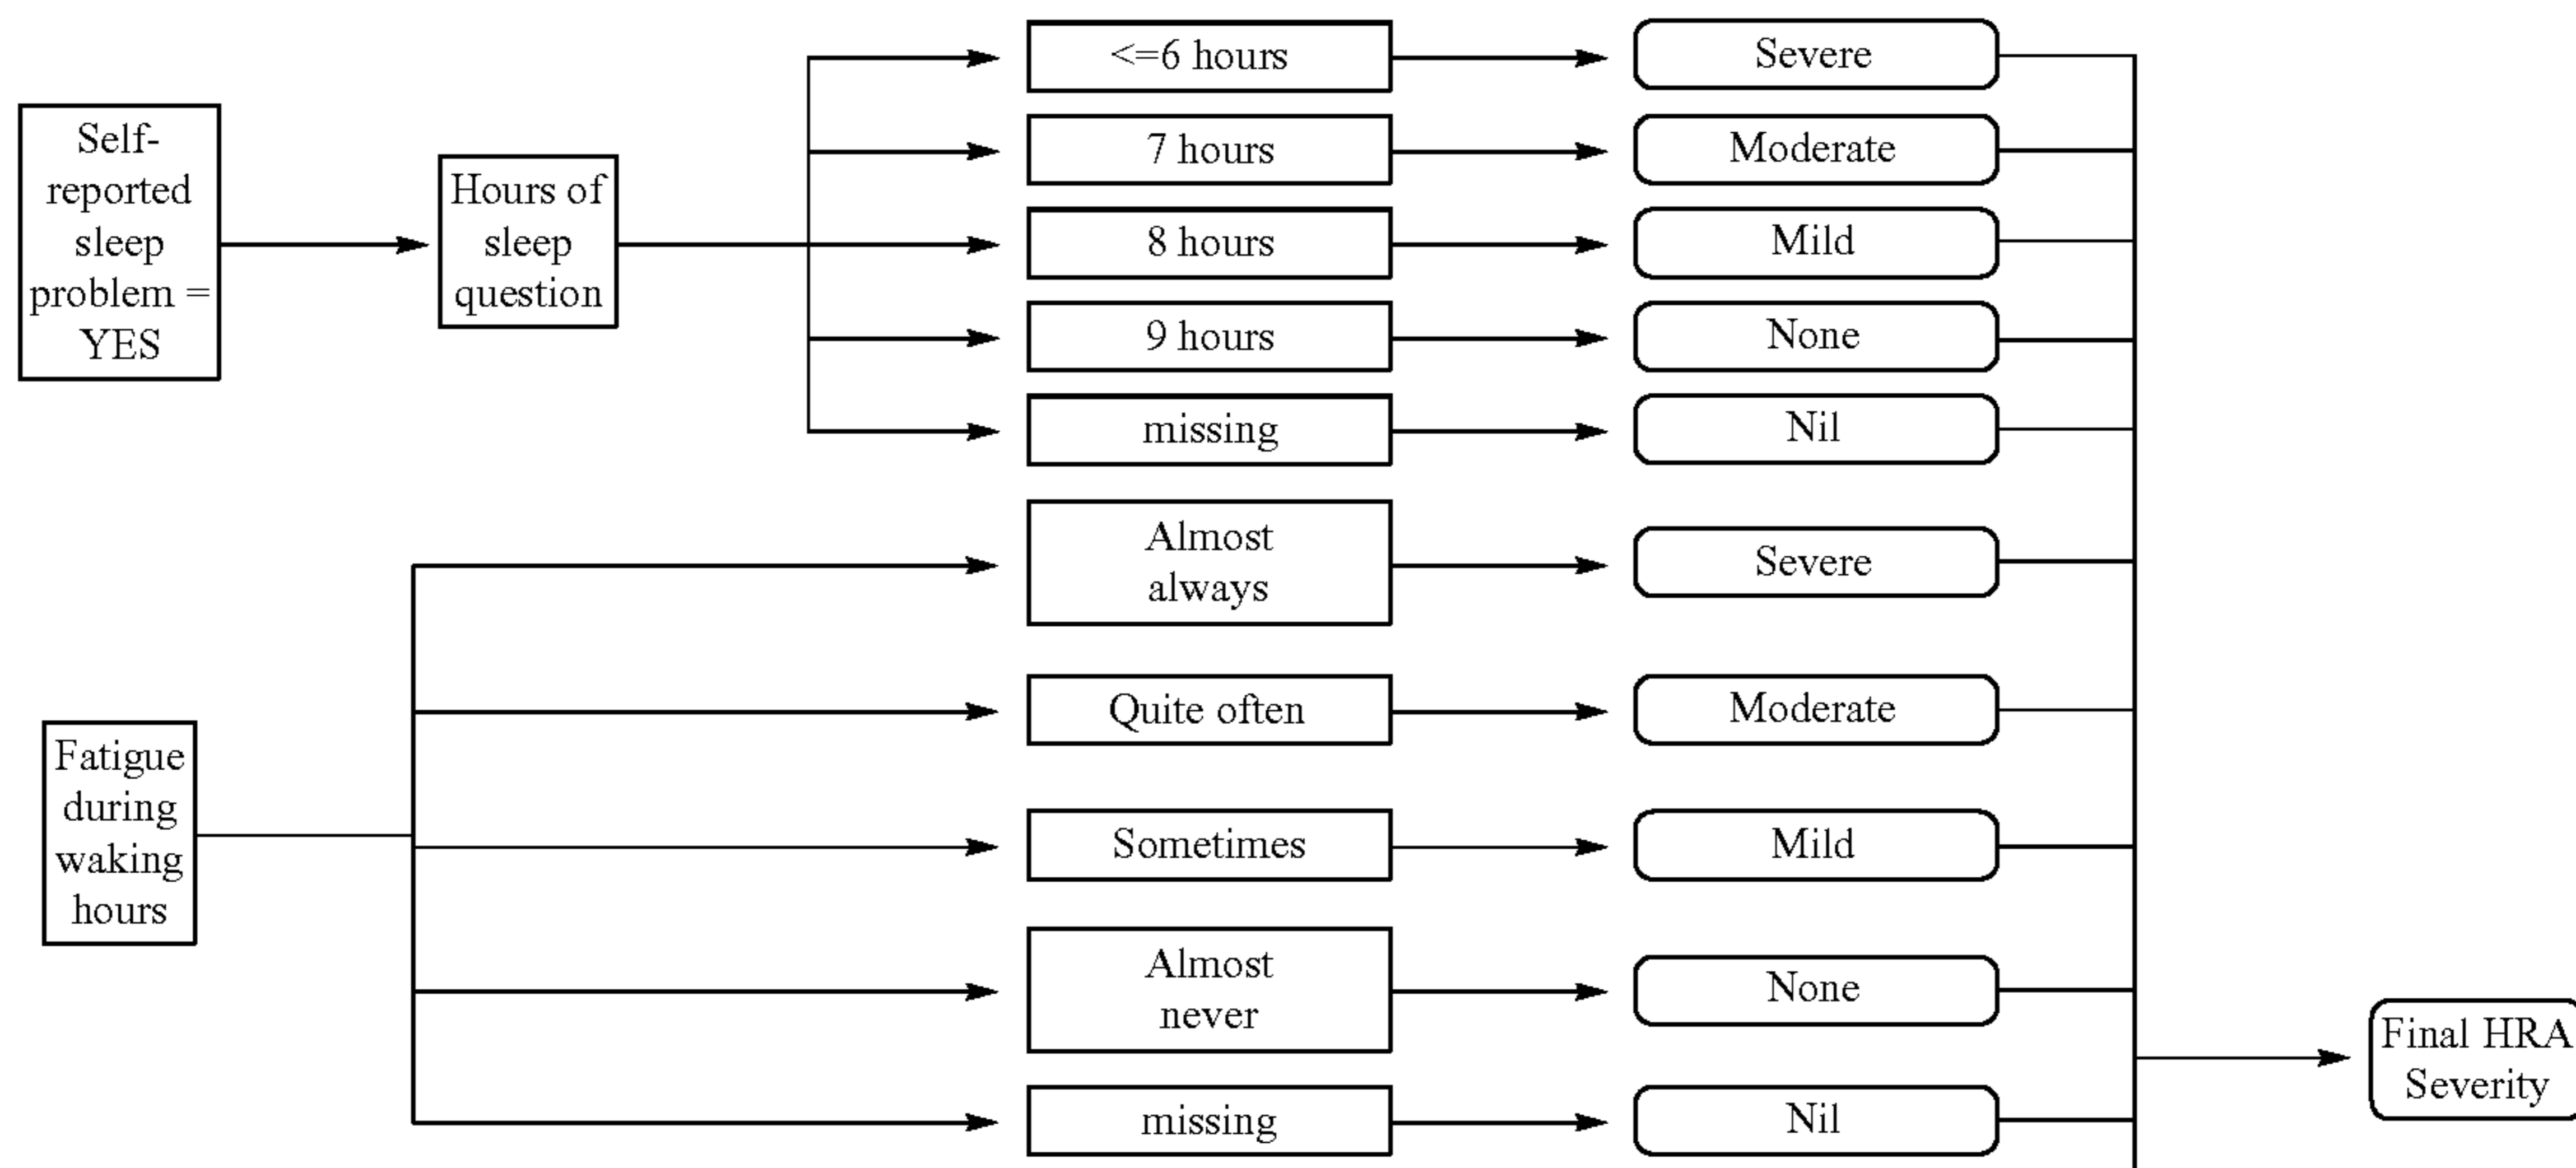 Self-
reported
sleep
problem =
YES
Hours of
sleep
question
<=6 hours
Severe
7 hours
Moderate
8 hours
Mild
9 hours
None
missing
Nil
Fatigue
during
waking
hours
Almost
always
Severe
Quite often
Moderate
Sometimes
Mild
Almost
never
None
missing
Nil
Final HRA
Severity